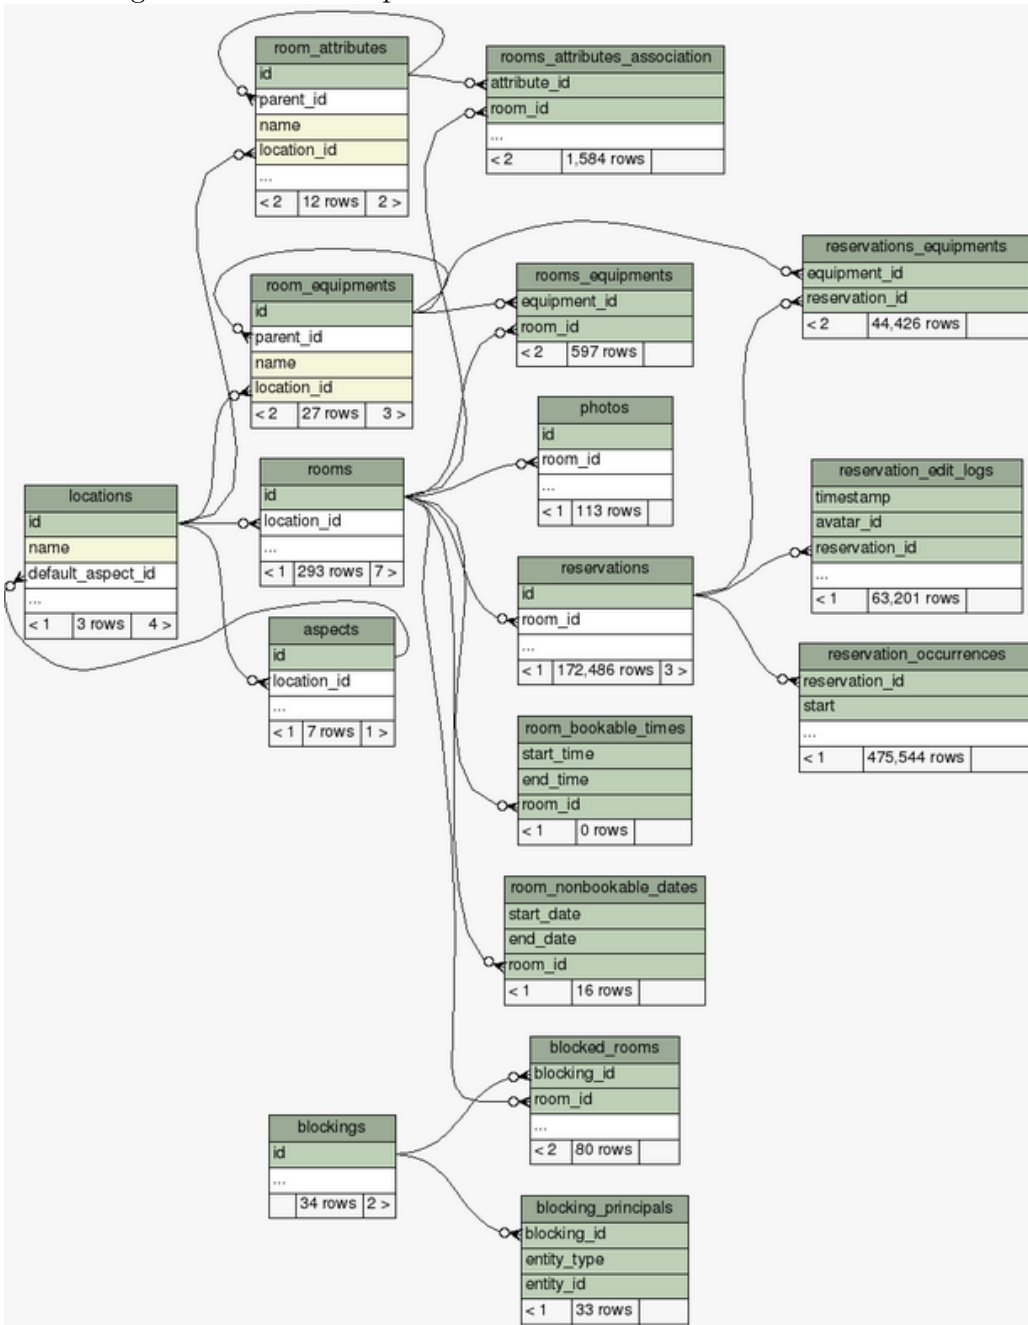 room_attributes
id
parent_id
name
location_id
...
< 2 12 rows 2 >
rooms_attributes_association
attribute_id
room_id
...
< 2 1,584 rows
room_equipments
id
parent_id
name
location_id
< 2 27 rows 3 >
rooms_equipments
equipment_id
room_id
< 2 597 rows
reservations_equipments
equipment_id
reservation_id
< 2 44,426 rows
photos
id
room_id
...
< 1 113 rows
locations
id
name
default_aspect_id
...
< 1 3 rows 4 >
rooms
id
location_id
...
< 1 293 rows 7 >
reservation_edit_logs
timestamp
avatar_id
reservation_id
...
< 1 63,201 rows
reservations
id
room_id
...
< 1 172,486 rows 3 >
aspects
id
location_id
...
< 1 7 rows 1 >
reservation_occurrences
reservation_id
start
...
< 1 475,544 rows
room_bookable_times
start_time
end_time
room_id
< 1 0 rows
room_nonbookable_dates
start_date
end_date
room_id
< 1 16 rows
blocked_rooms
blocking_id
room_id
...
< 2 80 rows
blockings
id
...
34 rows 2 >
blocking_principals
blocking_id
entity_type
entity_id
< 1 33 rows